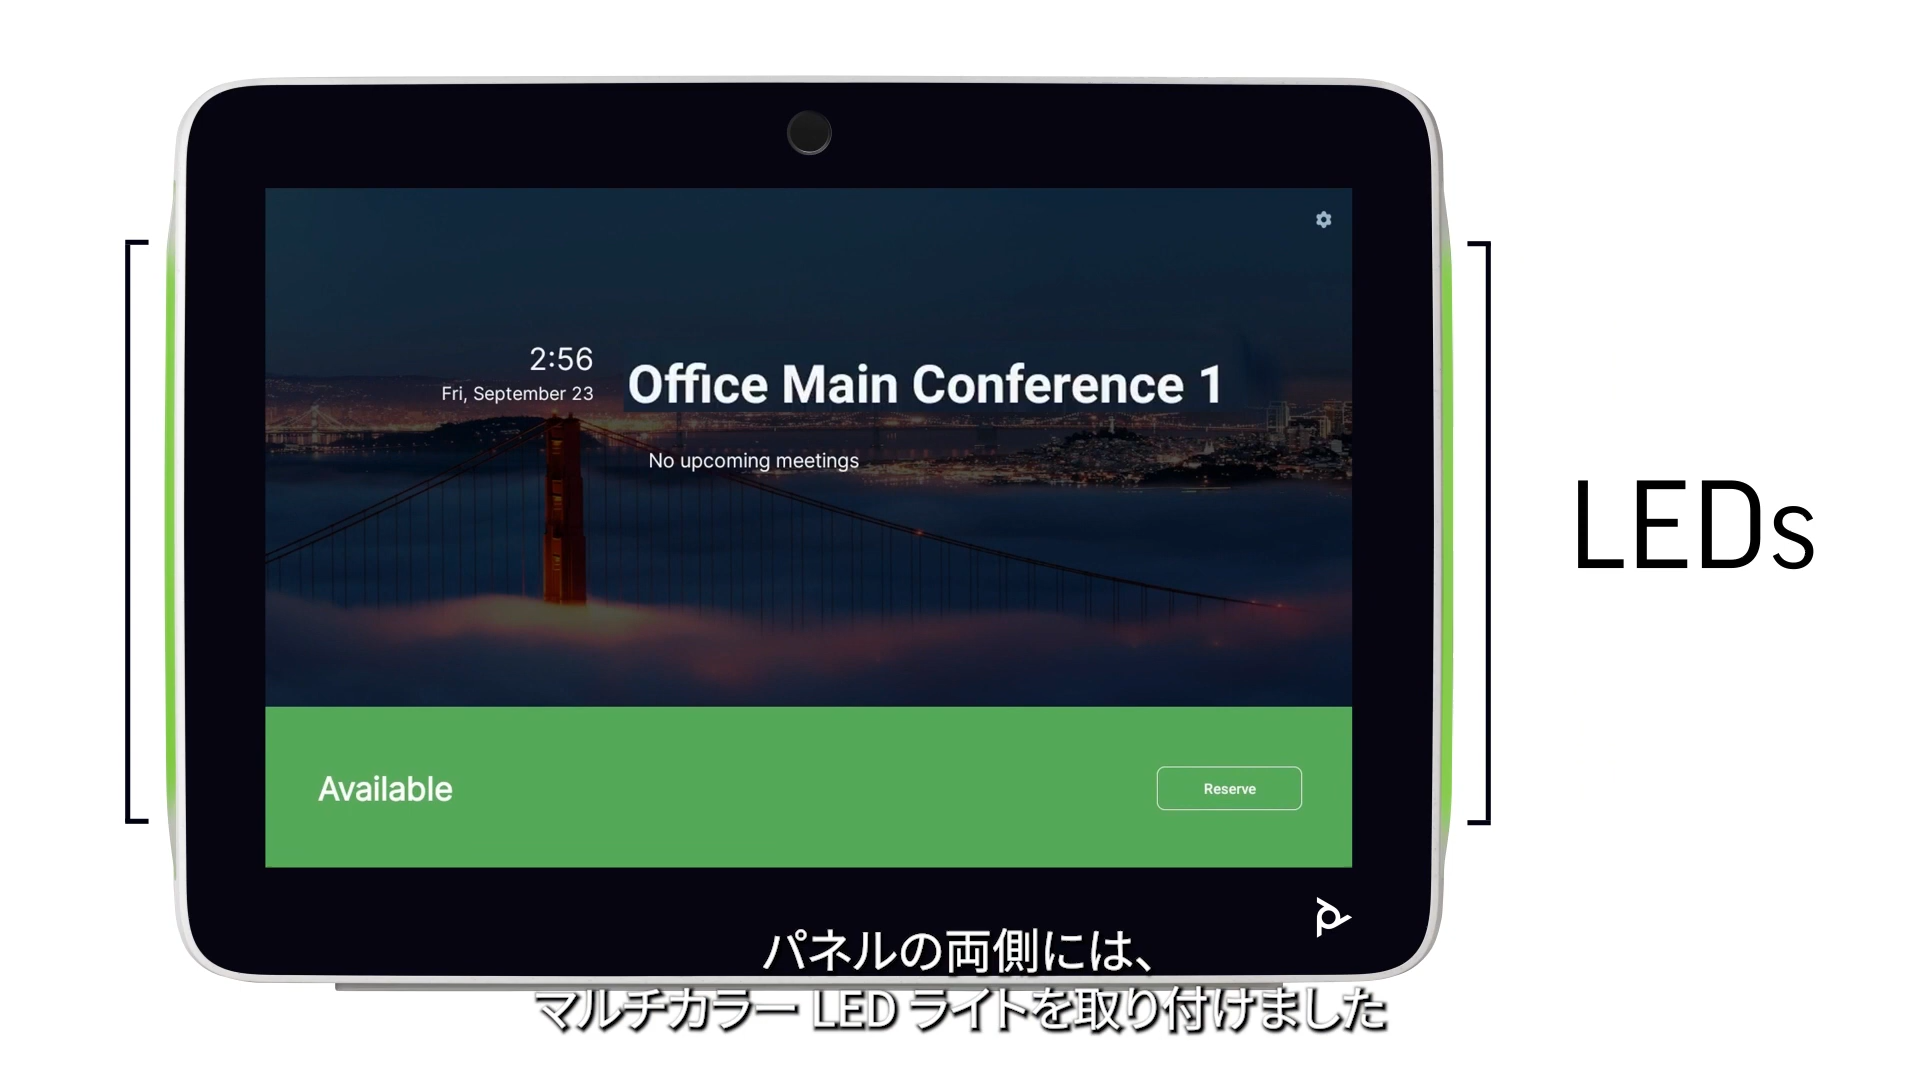 2:56
Fri, September 23
Office Main Conference 1
No upcoming meetings
LEDs
Available
Reserve
パネルの両側には、
マルチカラー LED ライトを取り付けました